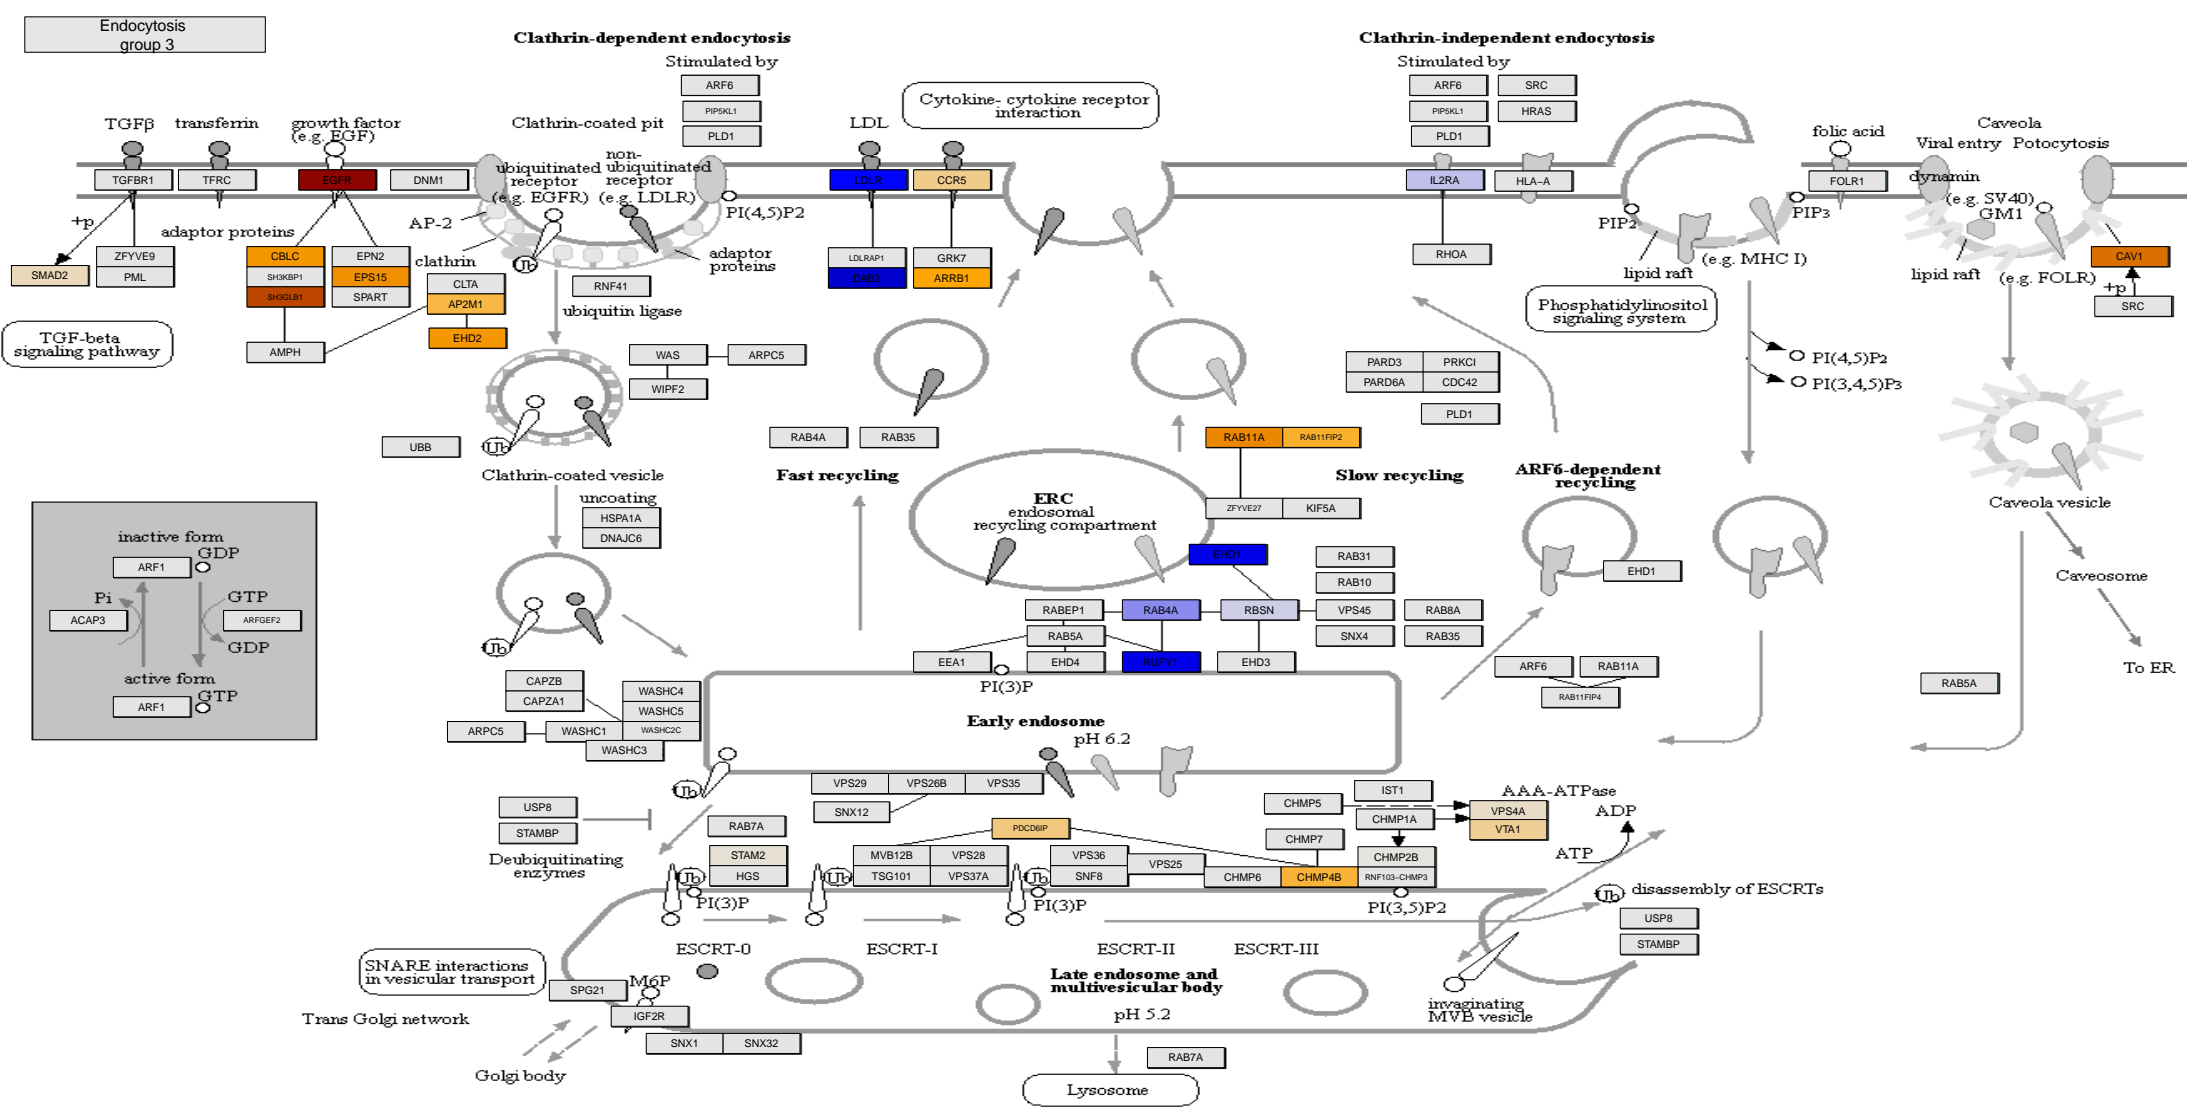 Endocytosis
group 3
Clathrin-dependent endocytosis
Stimulated by
ARF6
PIP5KL1
PLD1
Clathrin-independent endocytosis
Stimulated by
ARF6
SRC
PIP5KL1
HRAS
PLD1
Cytokine- cytokine receptor
interaction
TGFβ
transferrin
growth factor
(e.g. EGF)
Clathrin-coated pit
LDL
folic acid
Caveola
Viral entry Potocytosis
TGFBR1
TFRC
EGFR
DNM1
ubiquitinated
receptor
(e.g. EGFR)
non-
ubiquitinated
receptor
(e.g. LDLR)
LDLR
CCR5
IL2RA
HLA-A
FOLR1
dynamin
(e.g. SV40)
GM1
+p
adaptor proteins
AP-2
PI(4,5)P2
PIP2
PIP3
SMAD2
ZFYVE9
PML
CBLC
SH3KBP1
SH3GLB1
EPN2
EPS15
SPART
clathrin
CLTA
AP2M1
EHD2
AMPH
Ub
RNF41
ubiquitin ligase
adaptor
proteins
LDLRAP1
DAB2
GRK7
ARRB1
RHOA
lipid raft
(e.g. MHC I)
lipid raft
(e.g. FOLR)
CAV1
+p
SRC
TGF-beta
signaling pathway
Phosphatidylinositol
signaling system
WAS
ARPC5
WIPF2
PARD3
PRKCI
PARD6A
CDC42
PLD1
PI(4,5)P2
PI(3,4,5)P3
UBB
Ub
Clathrin-coated vesicle
RAB4A
RAB35
Fast recycling
RAB11A
RAB11FIP2
Slow recycling
ARF6-dependent
recycling
uncoating
HSPA1A
DNAJC6
ERC
endosomal
recycling compartment
ZFYVE27
KIF5A
Caveola vesicle
inactive form
GDP
ARF1
Pi
GTP
ACAP3
ARFGEF2
GDP
active form
GTP
ARF1
Ub
EHD1
RAB31
RAB10
EHD1
Caveosome
RABEP1
RAB4A
RBSN
VPS45
RAB8A
RAB5A
SNX4
RAB35
EEA1
EHD4
RUFY1
EHD3
PI(3)P
ARF6
RAB11A
RAB11FIP4
RAB5A
To ER
CAPZB
CAPZA1
WASHC4
WASHC5
ARPC5
WASHC1
WASHC2C
WASHC3
Early endosome
pH 6.2
Ub
VPS29
VPS26B
VPS35
SNX12
USP8
STAMBP
Deubiquitinating
enzymes
RAB7A
STAM2
HGS
PDCD6IP
MVB12B
VPS28
TSG101
VPS37A
VPS36
SNF8
VPS25
CHMP5
IST1
CHMP1A
CHMP7
CHMP2B
CHMP6
CHMP4B
RNF103-CHMP3
AAA-ATPase
VPS4A
VTA1
ADP
ATP
Ub
Ub
Ub
PI(3)P
PI(3)P
PI(3,5)P2
Ub
disassembly of ESCRTs
USP8
STAMBP
ESCRT-0
ESCRT-I
ESCRT-II
ESCRT-III
SNARE interactions
in vesicular transport
M6P
SPG21
IGF2R
Late endosome and
multivesicular body
pH 5.2
invaginating
MVB vesicle
Trans Golgi network
SNX1
SNX32
Golgi body
RAB7A
Lysosome